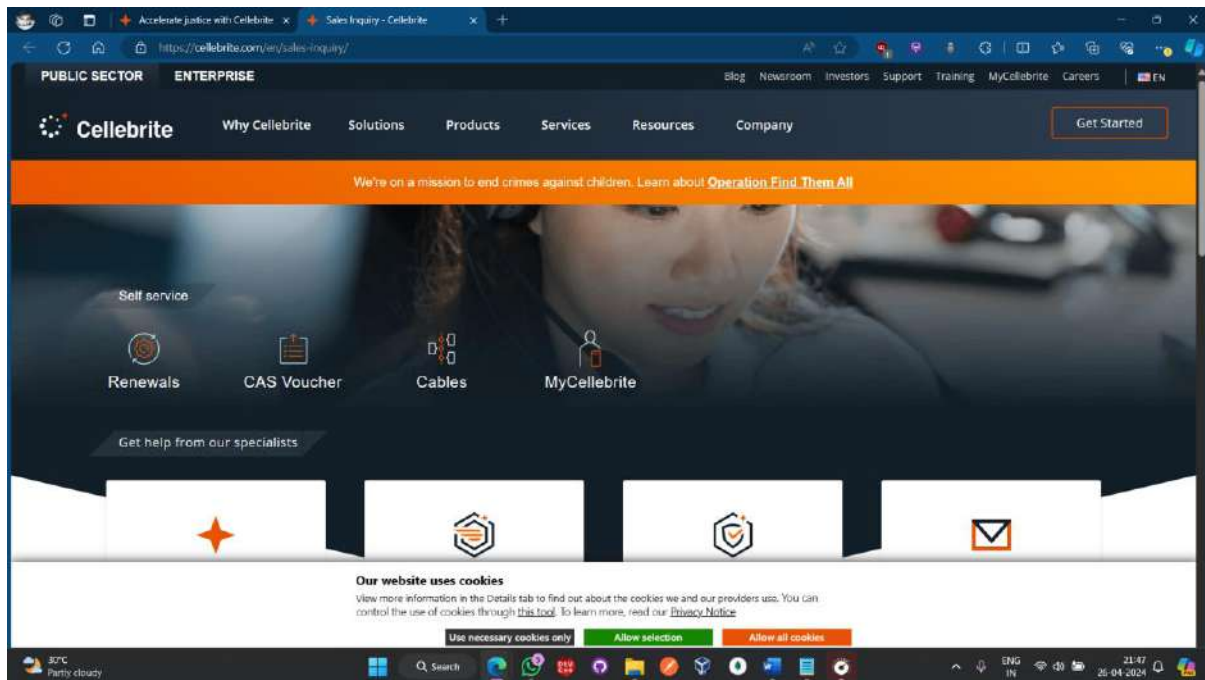 Accelerate justice with Cellebrite
Sales Inquiry - Cellebrite
https://cellebrite.com/en/sales-inquiry/
PUBLIC SECTOR ENTERPRISE
Blog Newsroom Investors Support Training MyCellebrite Careers EN
Cellebrite Why Cellebrite Solutions Products Services Resources Company Get Started
We're on a mission to end crimes against children. Learn about Operation Find Them All
Self service
Renewals CAS Voucher Cables MyCellebrite
Get help from our specialists
Our website uses cookies
View more information in the Details tab to find out about the cookies we and our providers use. You can
control the use of cookies through this tool. To learn more, read our Privacy Notice
Use necessary cookies only Allow selection Allow all cookies
30°C
Partly cloudy
Search
ENG
IN
21:47
26-04-2024